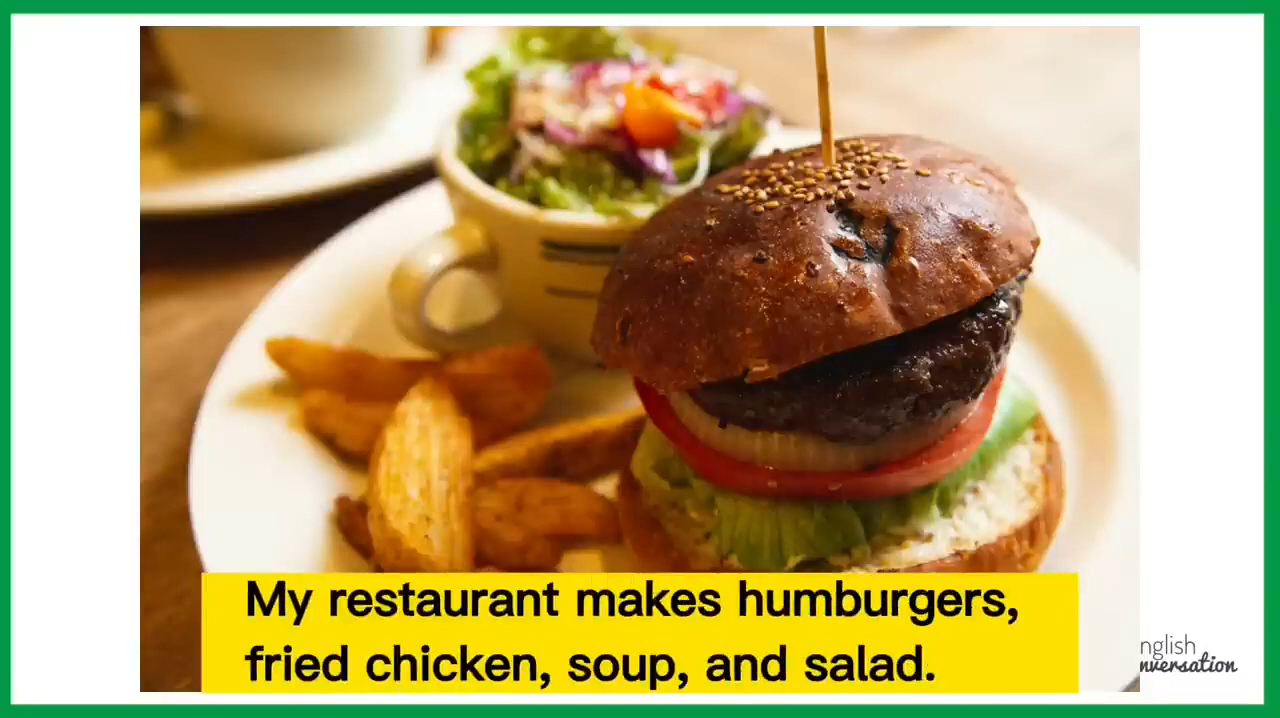 My restaurant makes humburgers,
fried chicken, soup, and salad.
nglish
nversation